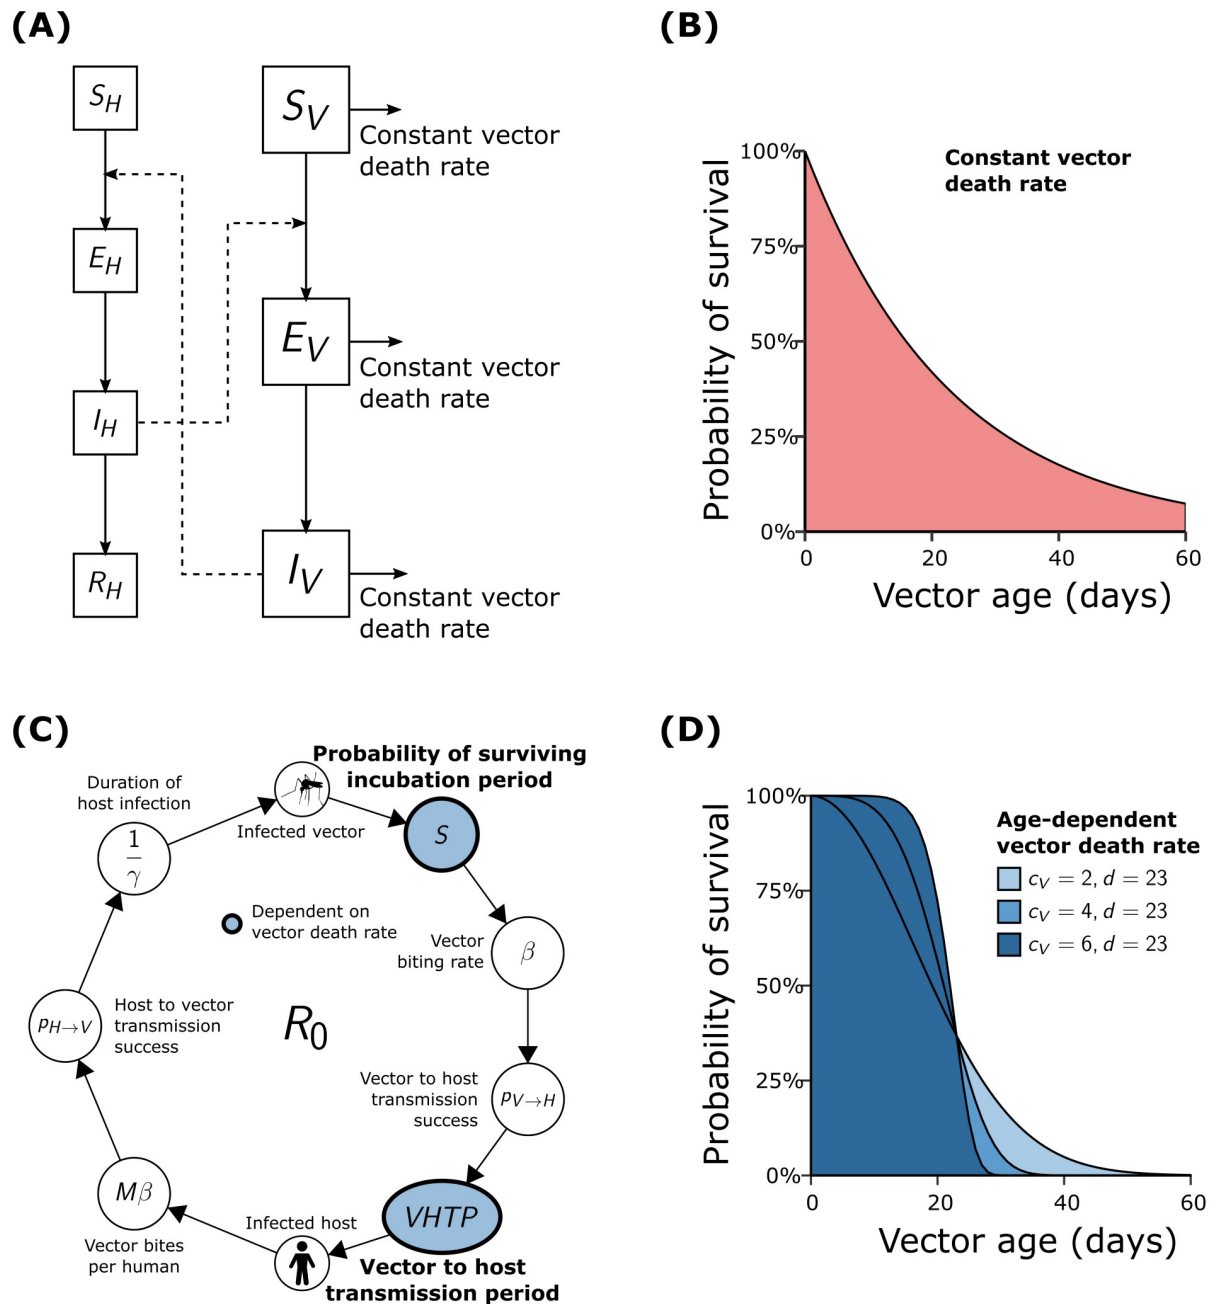 (A)
S_H
E_H
I_H
R_H
S_V
Constant vector
death rate
E_V
Constant vector
death rate
I_V
Constant vector
death rate
(B)
Probability of survival
100%
75%
50%
25%
0%
Constant vector
death rate
0 20 40 60
Vector age (days)
(C)
Probability of surviving
incubation period
Duration of
host infection
1
γ
Infected vector
S
Dependent on
vector death rate
Vector
biting rate
β
R_0
Host to vector
transmission
success
p_{H→V}
Vector to host
transmission
success
p_{V→H}
Mβ
Vector bites
per human
Infected host
VHTP
Vector to host
transmission period
(D)
Probability of survival
100%
75%
50%
25%
0%
Age-dependent
vector death rate
c_V = 2, d = 23
c_V = 4, d = 23
c_V = 6, d = 23
0 20 40 60
Vector age (days)